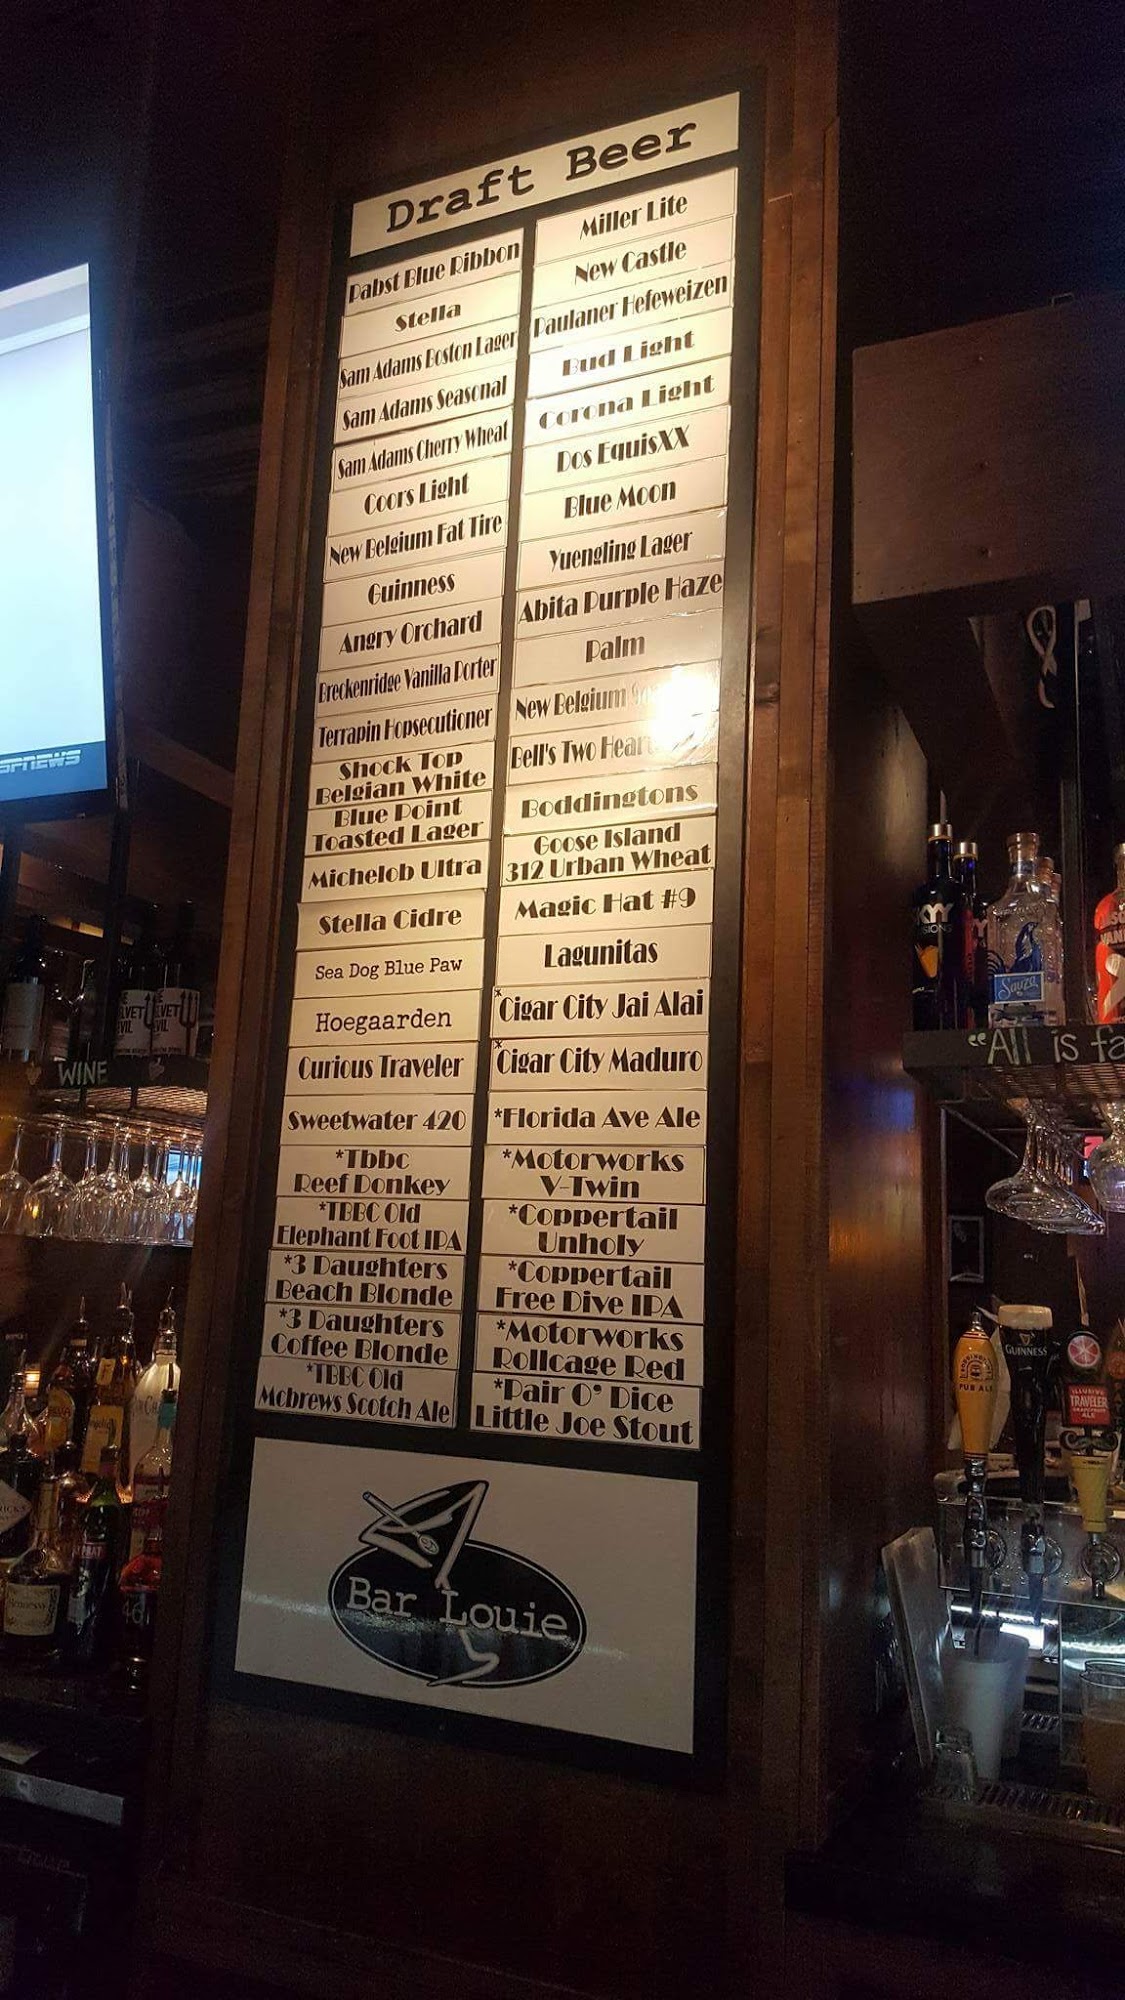 Draft Beer
Pabst Blue Ribbon
Stella
Sam Adams Boston Lager
Sam Adams Seasonal
Sam Adams Cherry Wheat
Coors Light
New Belgium Fat Tire
Guinness
Angry Orchard
Breckenridge Vanilla Porter
Terrapin Hopsecutioner
Shock Top
Belgian White
Blue Point
Toasted Lager
Michelob Ultra
Stella Cidre
Sea Dog Blue Paw
Hoegaarden
Curious Traveler
Sweetwater 420
*Tbbc
Reef Donkey
*TBBC Old
Elephant Foot IPA
*3 Daughters
Beach Blonde
*3 Daughters
Coffee Blonde
*TBBC Old
Mcbrews Scotch Ale
Miller Lite
New Castle
Paulaner Hefeweizen
Bud Light
Corona Light
Dos EquisXX
Blue Moon
Yuengling Lager
Abita Purple Haze
Palm
New Belgium
Bell's Two
Boddingtons
Goose Island
312 Urban Wheat
Magic Hat #9
Lagunitas
*Cigar City Jai Alai
*Cigar City Maduro
*Florida Ave Ale
*Motorworks
V-Twin
*Coppertail
Unholy
*Coppertail
Free Dive IPA
*Motorworks
Rollcage Red
*Pair O' Dice
Little Joe Stout
Bar Louie
WINE
"All is fa
Sauza
GUINNESS
PUB ALE
TRAVELER
ALE